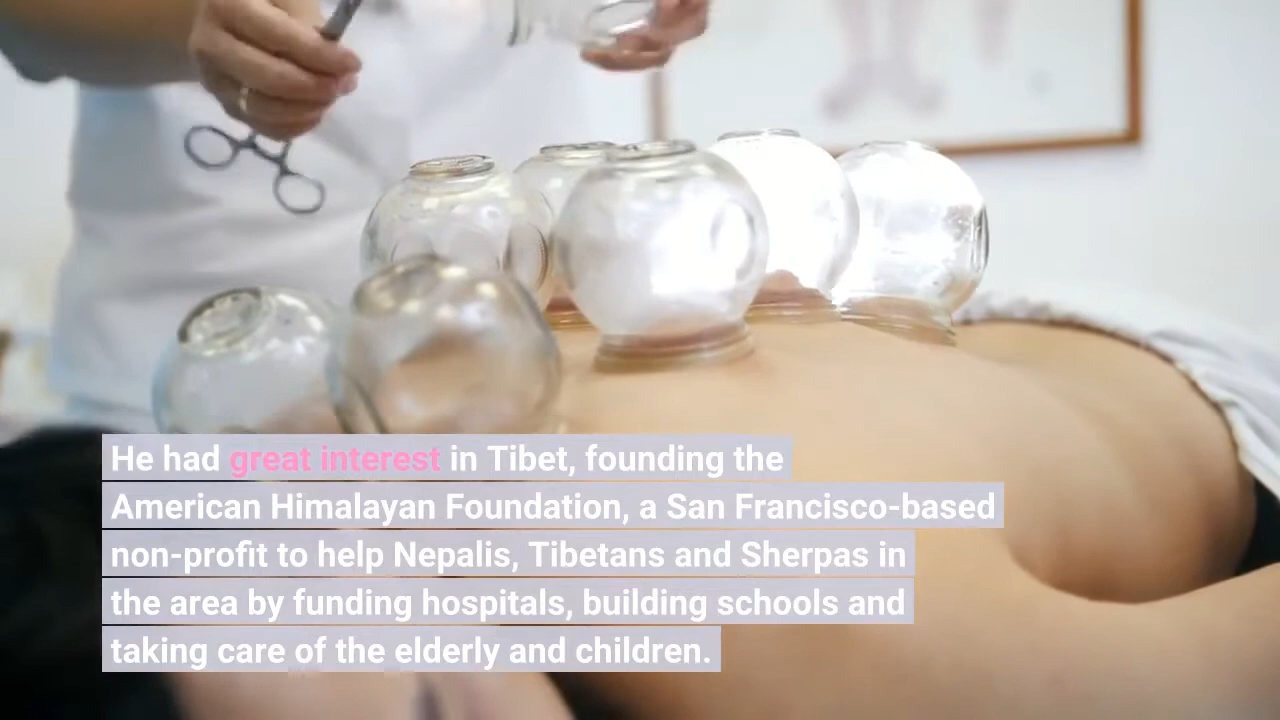 He had great interest in Tibet, founding the
American Himalayan Foundation, a San Francisco-based
non-profit to help Nepalis, Tibetans and Sherpas in
the area by funding hospitals, building schools and
taking care of the elderly and children.